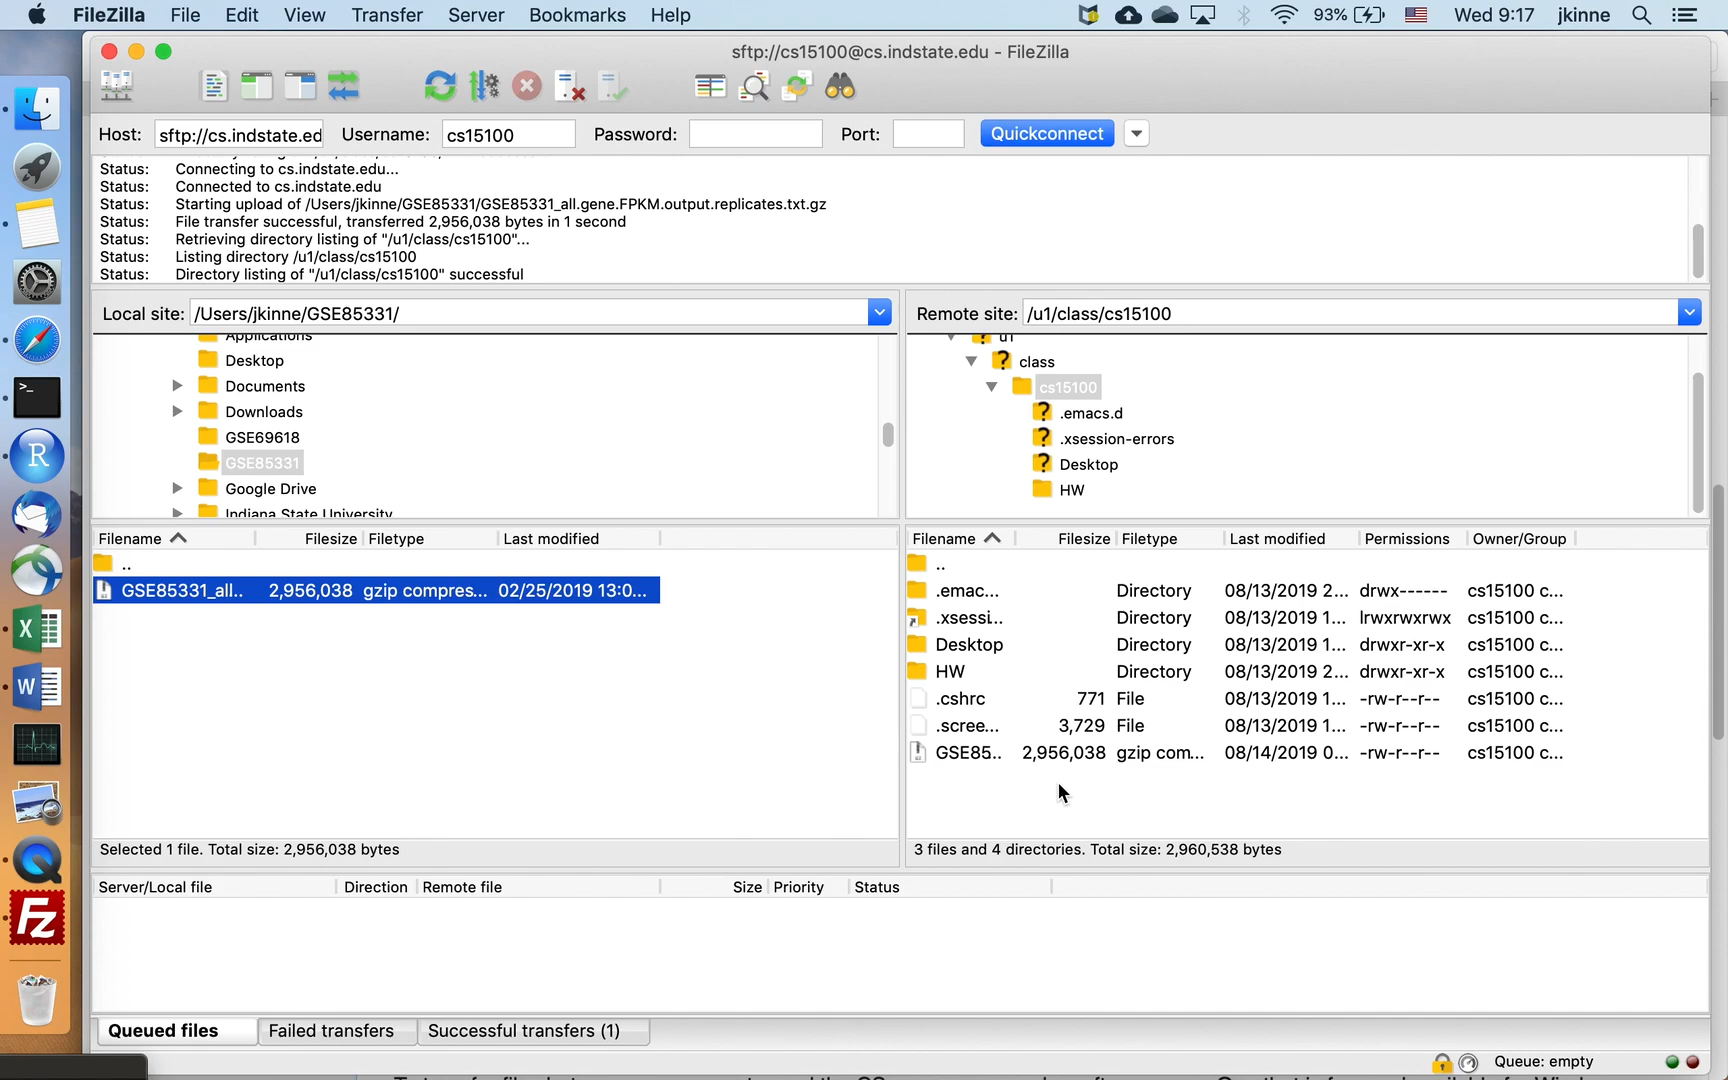 FileZilla File Edit View Transfer Server Bookmarks Help 93% Wed 9:17 jkinne
sftp://cs15100@cs.indstate.edu - FileZilla
Host: sftp://cs.indstate.ed Username: cs15100 Password: Port: Quickconnect
Status: Connecting to cs.indstate.edu...
Status: Connected to cs.indstate.edu
Status: Starting upload of /Users/jkinne/GSE85331/GSE85331_all.gene.FPKM.output.replicates.txt.gz
Status: File transfer successful, transferred 2,956,038 bytes in 1 second
Status: Retrieving directory listing of "/u1/class/cs15100"...
Status: Listing directory /u1/class/cs15100
Status: Directory listing of "/u1/class/cs15100" successful
Local site: /Users/jkinne/GSE85331/
Applications
Desktop
Documents
Downloads
GSE69618
GSE85331
Google Drive
Indiana State University
Remote site: /u1/class/cs15100
u1
class
cs15100
.emacs.d
.xsession-errors
Desktop
HW
Filename Filesize Filetype Last modified
..
GSE85331_all.. 2,956,038 gzip compres... 02/25/2019 13:0...
Selected 1 file. Total size: 2,956,038 bytes
Filename Filesize Filetype Last modified Permissions Owner/Group
..
.emac... Directory 08/13/2019 2... drwx------ cs15100 c...
.xsessi... Directory 08/13/2019 1... lrwxrwxrwx cs15100 c...
Desktop Directory 08/13/2019 1... drwxr-xr-x cs15100 c...
HW Directory 08/13/2019 2... drwxr-xr-x cs15100 c...
.cshrc 771 File 08/13/2019 1... -rw-r--r-- cs15100 c...
.scree... 3,729 File 08/13/2019 1... -rw-r--r-- cs15100 c...
GSE85... 2,956,038 gzip com... 08/14/2019 0... -rw-r--r-- cs15100 c...
3 files and 4 directories. Total size: 2,960,538 bytes
Server/Local file Direction Remote file Size Priority Status
Queued files Failed transfers Successful transfers (1)
Queue: empty